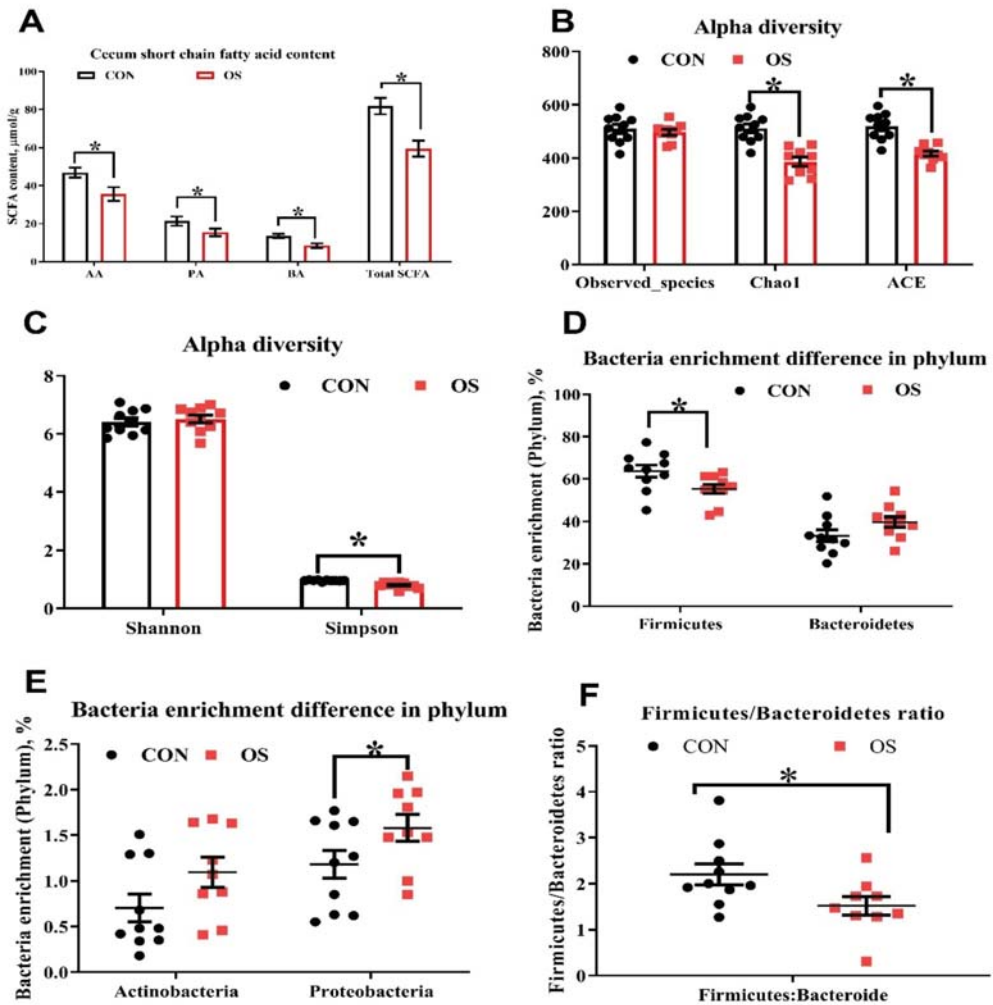 A
Cecum short chain fatty acid content
CON OS
SCFA content, μmol/g
100
80
60
40
20
0
* * * *
AA PA BA Total SCFA
B
Alpha diversity
CON OS
800
600
400
200
0
* *
Observed_species Chao1 ACE
C
Alpha diversity
CON OS
8
6
4
2
0
*
Shannon Simpson
D
Bacteria enrichment difference in phylum
CON OS
Bacteria enrichment (Phylum), %
100
80
60
40
20
0
*
Firmicutes Bacteroidetes
E
Bacteria enrichment difference in phylum
CON OS
Bacteria enrichment (Phylum), %
2.5
2.0
1.5
1.0
0.5
0.0
*
Actinobacteria Proteobacteria
F
Firmicutes/Bacteroidetes ratio
CON OS
Firmicutes/Bacteroidetes ratio
5
4
3
2
1
0
*
Firmicutes:Bacteroide